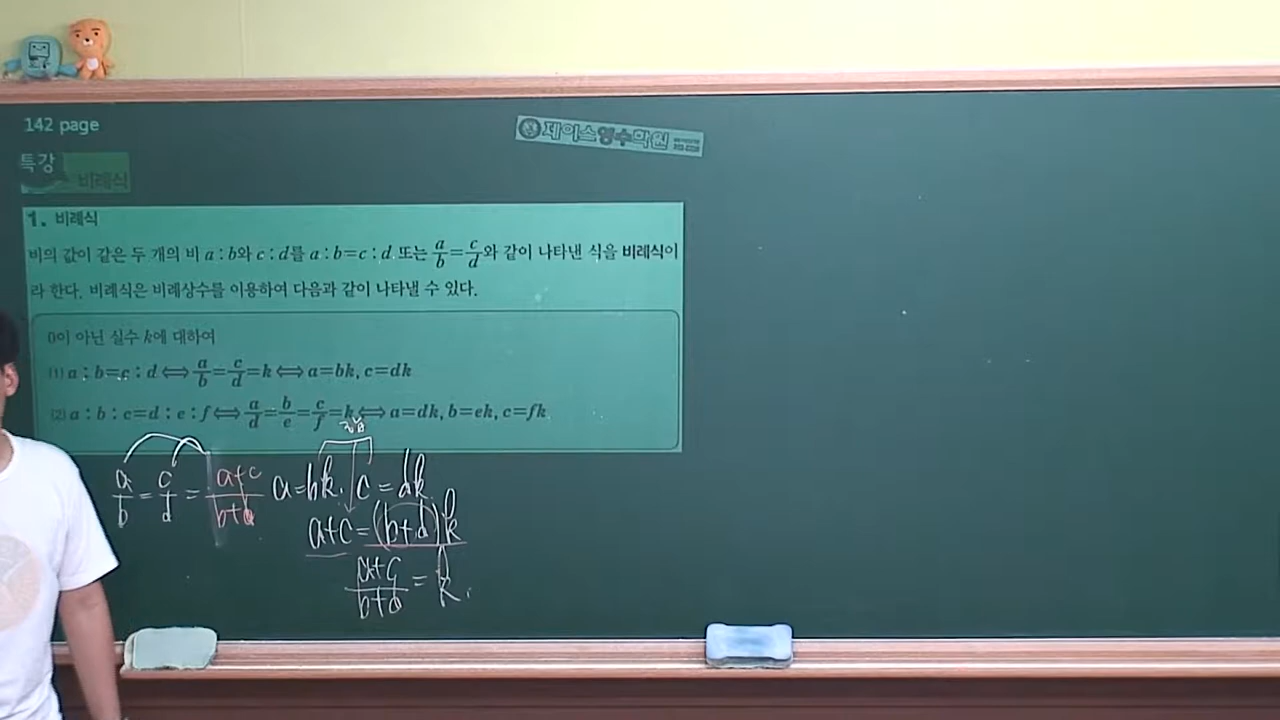 142 page
제이스영수학원
특강
비례식
1. 비례식
비의 값이 같은 두 개의 비 a : b와 c : d를 a : b = c : d 또는 a/b = c/d와 같이 나타낸 식을 비례식이
라 한다. 비례식은 비례상수를 이용하여 다음과 같이 나타낼 수 있다.
0이 아닌 실수 k에 대하여
(1) a : b = c : d ⟺ a/b = c/d = k ⟺ a = bk, c = dk
(2) a : b : c = d : e : f ⟺ a/d = b/e = c/f = k ⟺ a = dk, b = ek, c = fk
a/b = c/d = (a+c)/(b+d)
a = bk. c = dk.
a+c = (b+d)k
(a+c)/(b+d) = k.